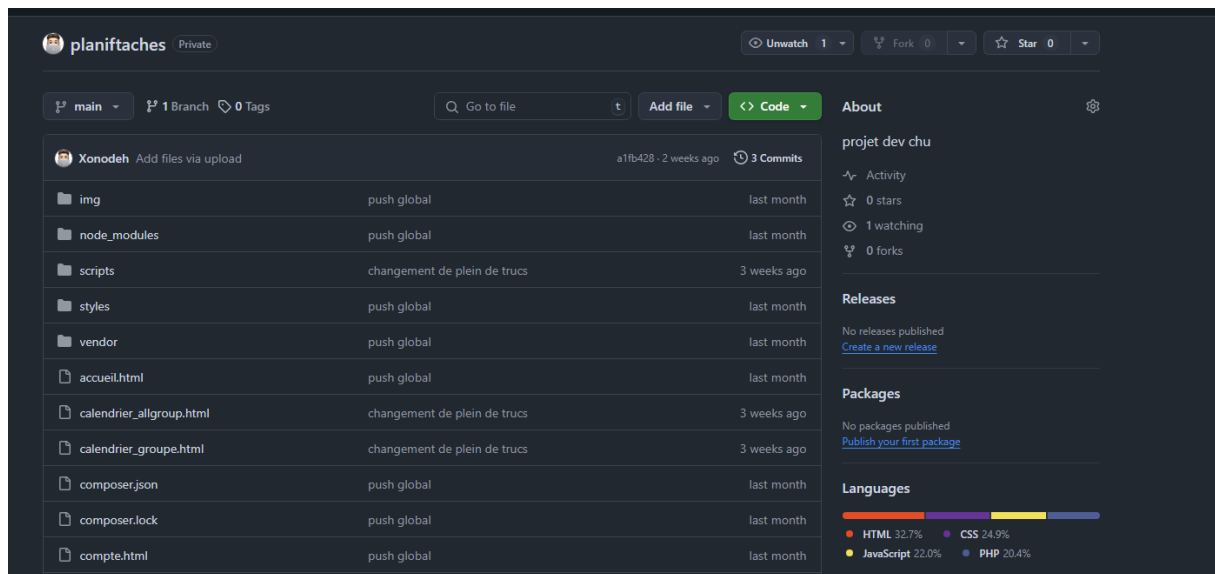 planiftaches Private Unwatch 1 Fork 0 Star 0
main 1 Branch 0 Tags Go to file t Add file <> Code
Xonodeh Add files via upload a1fb428 · 2 weeks ago 3 Commits
img push global last month
node_modules push global last month
scripts changement de plein de trucs 3 weeks ago
styles push global last month
vendor push global last month
accueil.html push global last month
calendrier_allgroup.html changement de plein de trucs 3 weeks ago
calendrier_groupe.html changement de plein de trucs 3 weeks ago
composer.json push global last month
composer.lock push global last month
compte.html push global last month
About
projet dev chu
Activity
0 stars
1 watching
0 forks
Releases
No releases published
Create a new release
Packages
No packages published
Publish your first package
Languages
HTML 32.7% CSS 24.9%
JavaScript 22.0% PHP 20.4%